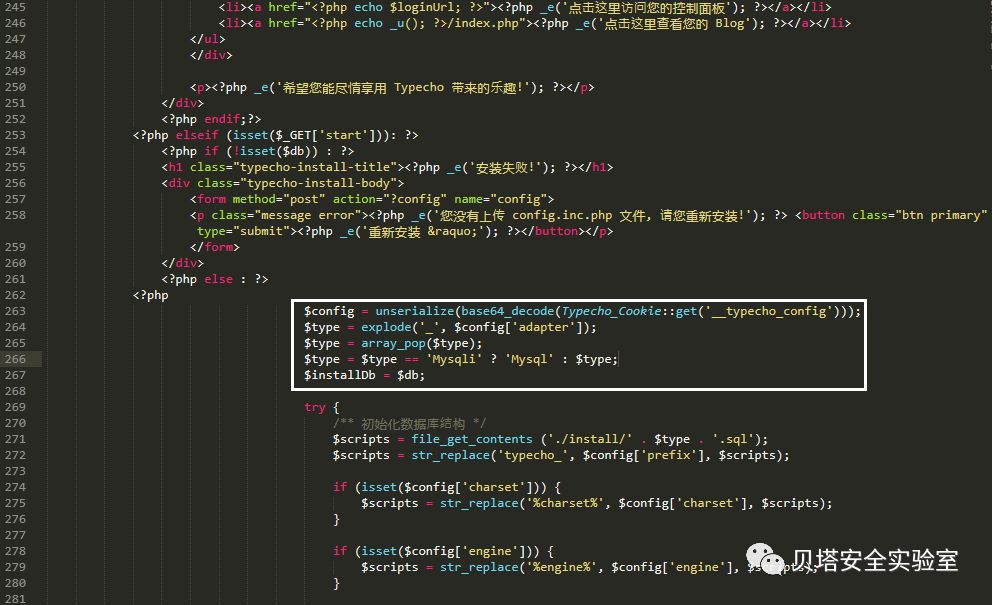 245 <li><a href="<?php echo $loginUrl; ?>"><?php _e('点击这里访问您的控制面板'); ?></a></li>
246 <li><a href="<?php echo _u(); ?>/index.php"><?php _e('点击这里查看您的 Blog'); ?></a></li>
247 </ul>
248 </div>
249
250 <p><?php _e('希望您能尽情享用 Typecho 带来的乐趣!'); ?></p>
251 </div>
252 <?php endif;?>
253 <?php elseif (isset($_GET['start'])): ?>
254 <?php if (!isset($db)) : ?>
255 <h1 class="typecho-install-title"><?php _e('安装失败!'); ?></h1>
256 <div class="typecho-install-body">
257 <form method="post" action="?config" name="config">
258 <p class="message error"><?php _e('您没有上传 config.inc.php 文件, 请您重新安装!'); ?> <button class="btn primary"
type="submit"><?php _e('重新安装 &raquo;'); ?></button></p>
259 </form>
260 </div>
261 <?php else : ?>
262 <?php
263 $config = unserialize(base64_decode(Typecho_Cookie::get('__typecho_config')));
264 $type = explode('_', $config['adapter']);
265 $type = array_pop($type);
266 $type = $type == 'Mysqli' ? 'Mysql' : $type;
267 $installDb = $db;
268
269 try {
270 /** 初始化数据库结构 */
271 $scripts = file_get_contents ('./install/' . $type . '.sql');
272 $scripts = str_replace('typecho_', $config['prefix'], $scripts);
273
274 if (isset($config['charset'])) {
275 $scripts = str_replace('%charset%', $config['charset'], $scripts);
276 }
277
278 if (isset($config['engine'])) {
279 $scripts = str_replace('%engine%', $config['engine'], $scripts);
280 }
281
贝塔安全实验室